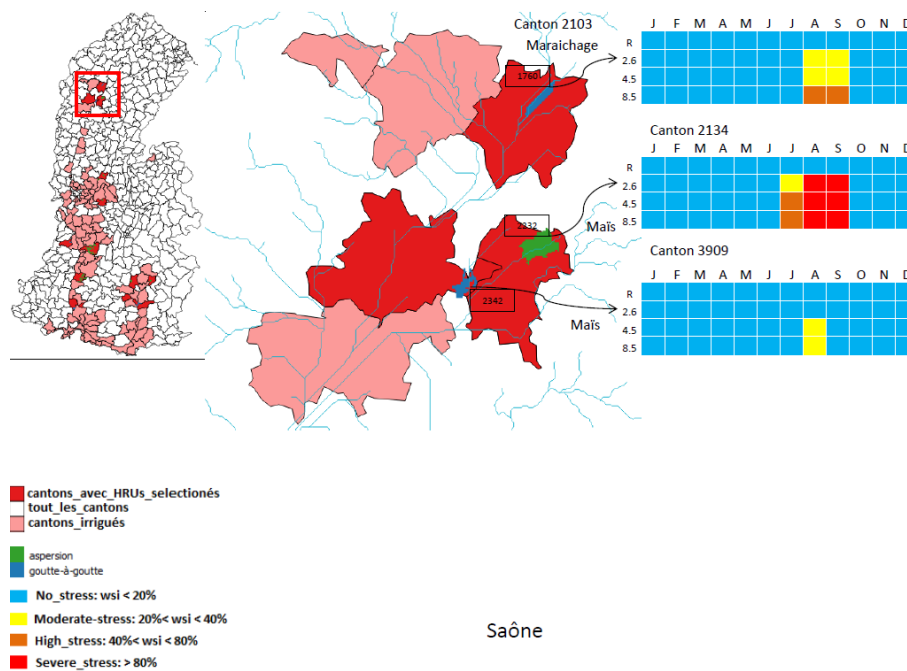 Canton 2103
Maraichage
J F M A M J J A S O N D
R
2.6
4.5
8.5
1760
Canton 2134
J F M A M J J A S O N D
R
2.6
4.5
8.5
2232
Maïs
Canton 3909
J F M A M J J A S O N D
R
2.6
4.5
8.5
2342
Maïs
cantons_avec_HRUs_selectionés
tout_les_cantons
cantons_irrigués
aspersion
goutte-à-goutte
No_stress: wsi < 20%
Moderate-stress: 20%< wsi < 40%
High_stress: 40%< wsi < 80%
Severe_stress: > 80%
Saône